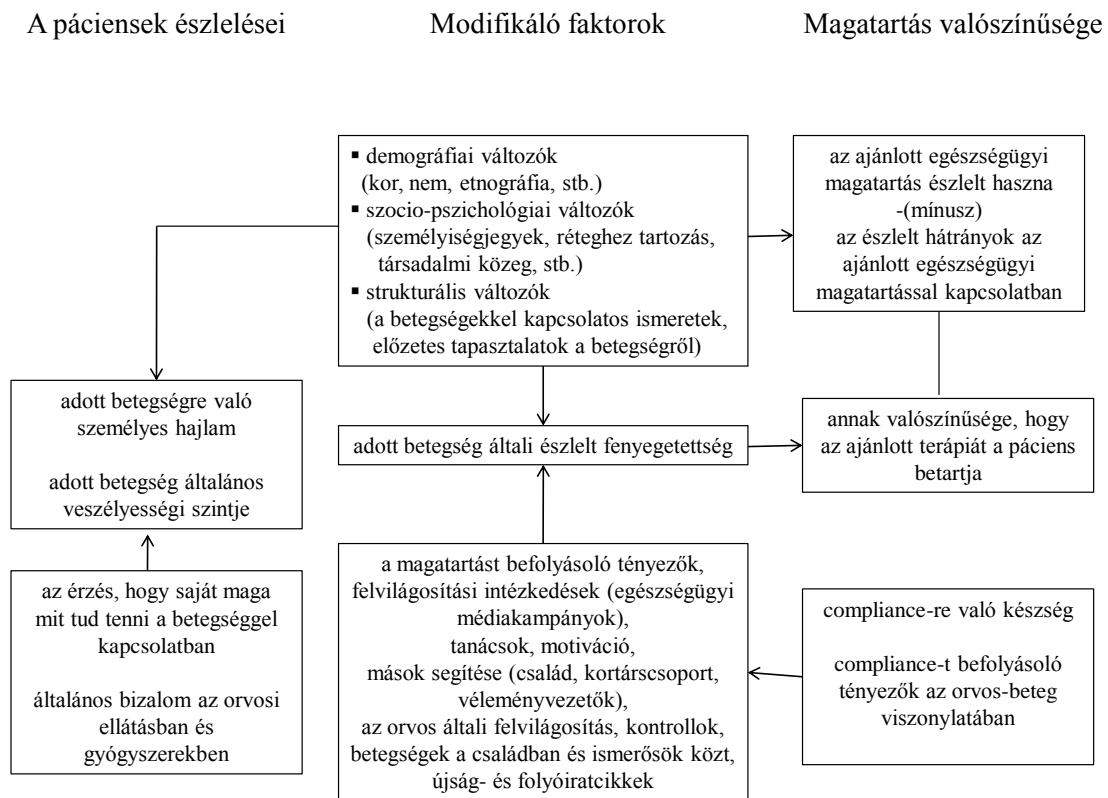 A páciensek észlelései
Modifikáló faktorok
Magatartás valószínűsége
▪ demográfiai változók
(kor, nem, etnográfia, stb.)
▪ szocio-pszichológiai változók
(személyiségjegyek, réteghez tartozás,
társadalmi közeg, stb.)
▪ strukturális változók
(a betegségekkel kapcsolatos ismeretek,
előzetes tapasztalatok a betegségről)
az ajánlott egészségügyi
magatartás észlelt haszna
-(mínusz)
az észlelt hátrányok az
ajánlott egészségügyi
magatartással kapcsolatban
adott betegségre való
személyes hajlam
adott betegség általános
veszélyességi szintje
adott betegség általi észlelt fenyegetettség
annak valószínűsége, hogy
az ajánlott terápiát a páciens
betartja
az érzés, hogy saját maga
mit tud tenni a betegséggel
kapcsolatban
általános bizalom az orvosi
ellátásban és
gyógyszerekben
a magatartást befolyásoló tényezők,
felvilágosítási intézkedések (egészségügyi
médiakampányok),
tanácsok, motiváció,
mások segítése (család, kortárscsoport,
véleményvezetők),
az orvos általi felvilágosítás, kontrollok,
betegségek a családban és ismerősök közt,
újság- és folyóiratcikkek
compliance-re való készség
compliance-t befolyásoló
tényezők az orvos-beteg
viszonylatában